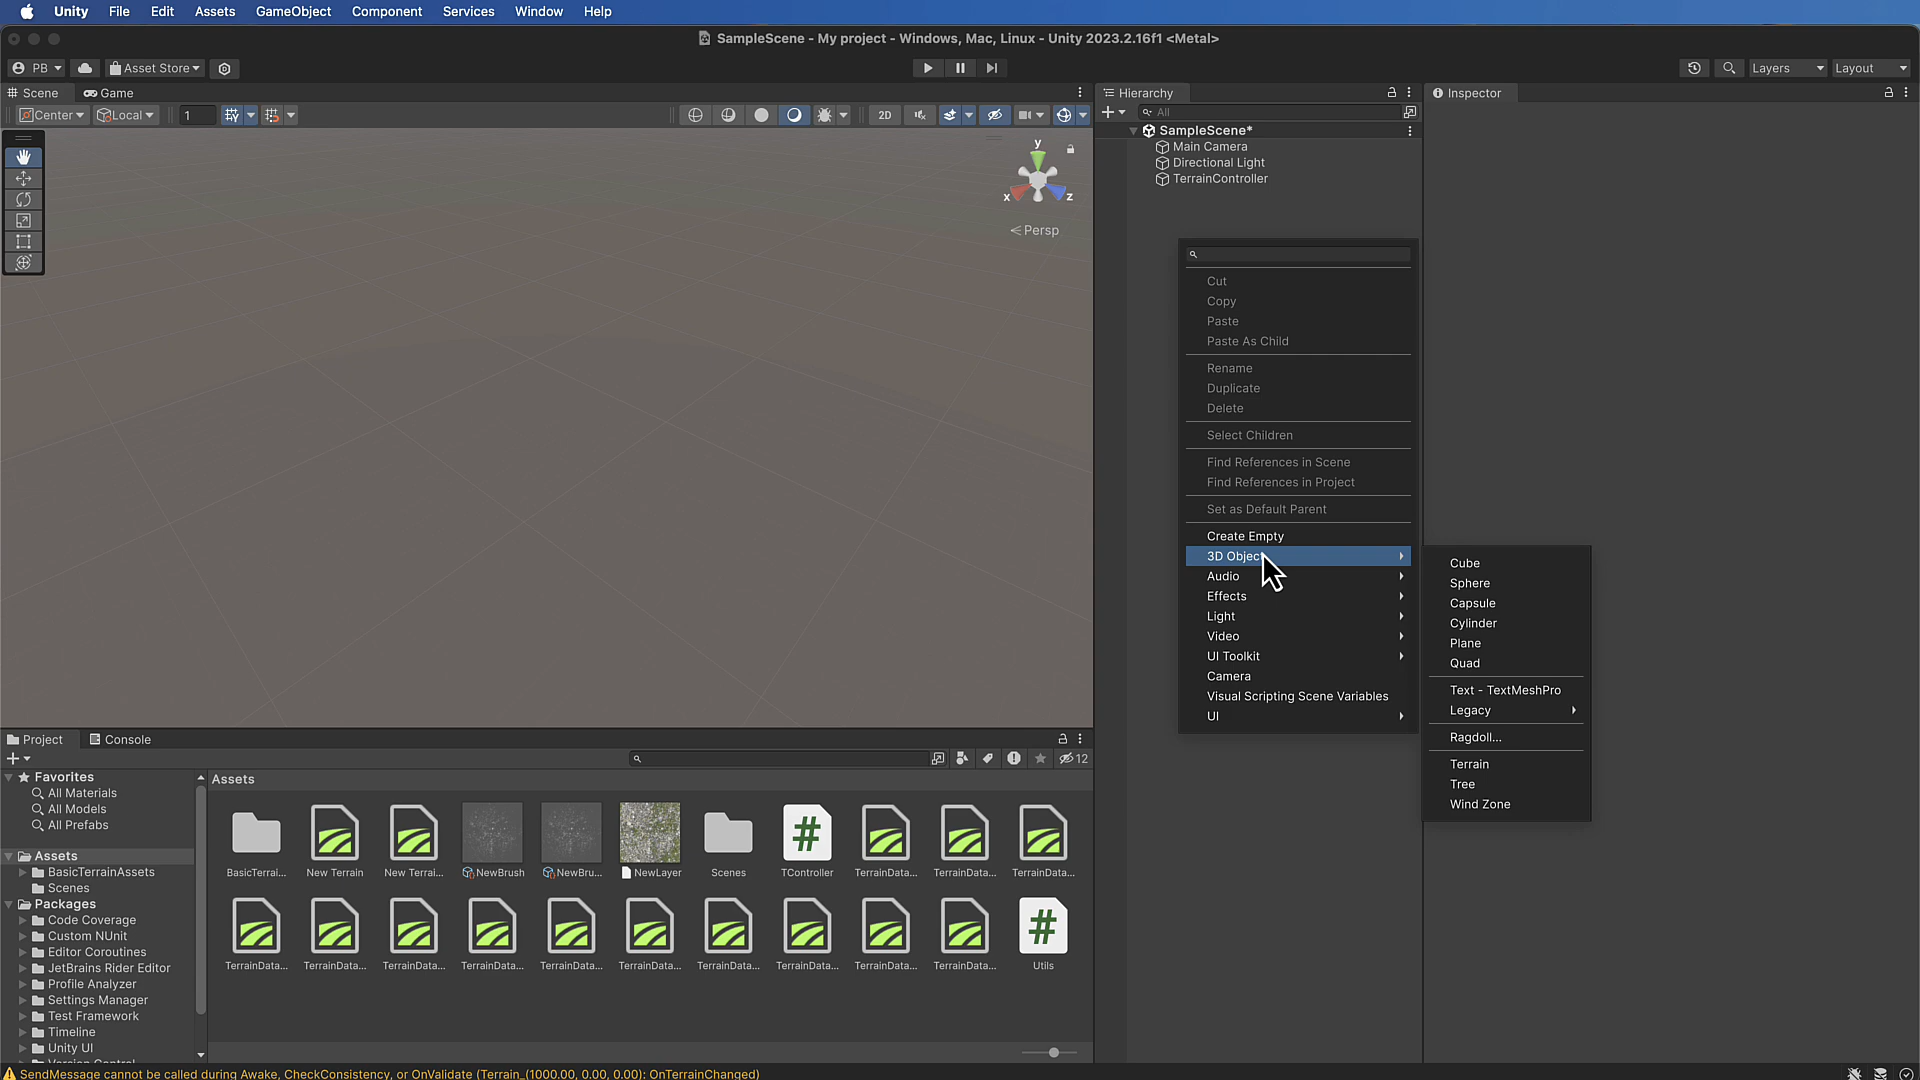 Unity File Edit Assets GameObject Component Services Window Help
SampleScene - My project - Windows, Mac, Linux - Unity 2023.2.16f1 <Metal>
PB Asset Store Layers Layout
Scene Game
Center Local 1 2D
y
x z
Persp
Hierarchy
All
SampleScene*
Main Camera
Directional Light
TerrainController
Inspector
Cut
Copy
Paste
Paste As Child
Rename
Duplicate
Delete
Select Children
Find References in Scene
Find References in Project
Set as Default Parent
Create Empty
3D Object
Audio
Effects
Light
Video
UI Toolkit
Camera
Visual Scripting Scene Variables
UI
Cube
Sphere
Capsule
Cylinder
Plane
Quad
Text - TextMeshPro
Legacy
Ragdoll...
Terrain
Tree
Wind Zone
Project Console
12
Favorites
All Materials
All Models
All Prefabs
Assets
BasicTerrainAssets
Scenes
Packages
Code Coverage
Custom NUnit
Editor Coroutines
JetBrains Rider Editor
Profile Analyzer
Settings Manager
Test Framework
Timeline
Unity UI
Version Control
Assets
BasicTerrai... New Terrain New Terrai... NewBrush NewBru... NewLayer Scenes TController TerrainData... TerrainData... TerrainData...
TerrainData... TerrainData... TerrainData... TerrainData... TerrainData... TerrainData... TerrainData... TerrainData... TerrainData... TerrainData... Utils
SendMessage cannot be called during Awake, CheckConsistency, or OnValidate (Terrain_(1000.00, 0.00, 0.00): OnTerrainChanged)